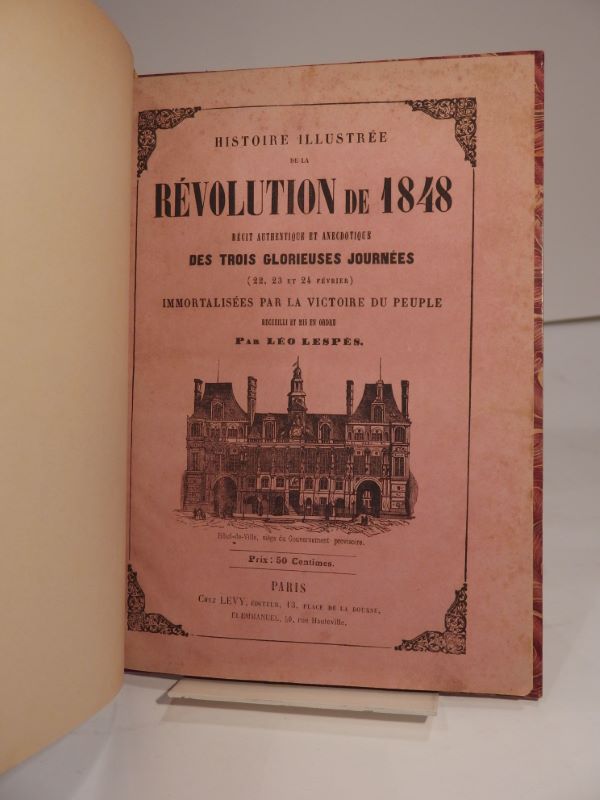 HISTOIRE ILLUSTRÉE
DE LA
RÉVOLUTION DE 1848
RÉCIT AUTHENTIQUE ET ANECDOTIQUE
DES TROIS GLORIEUSES JOURNÉES
(22, 23 ET 24 FÉVRIER)
IMMORTALISÉES PAR LA VICTOIRE DU PEUPLE
RECUEILLI ET MIS EN ORDRE
PAR LÉO LESPÈS.
Hôtel-de-Ville, siége du Gouvernement provisoire.
Prix : 50 Centimes.
PARIS
CHEZ LEVY, ÉDITEUR, 13, PLACE DE LA BOURSE,
ET EMMANUEL, rue Hauteville.